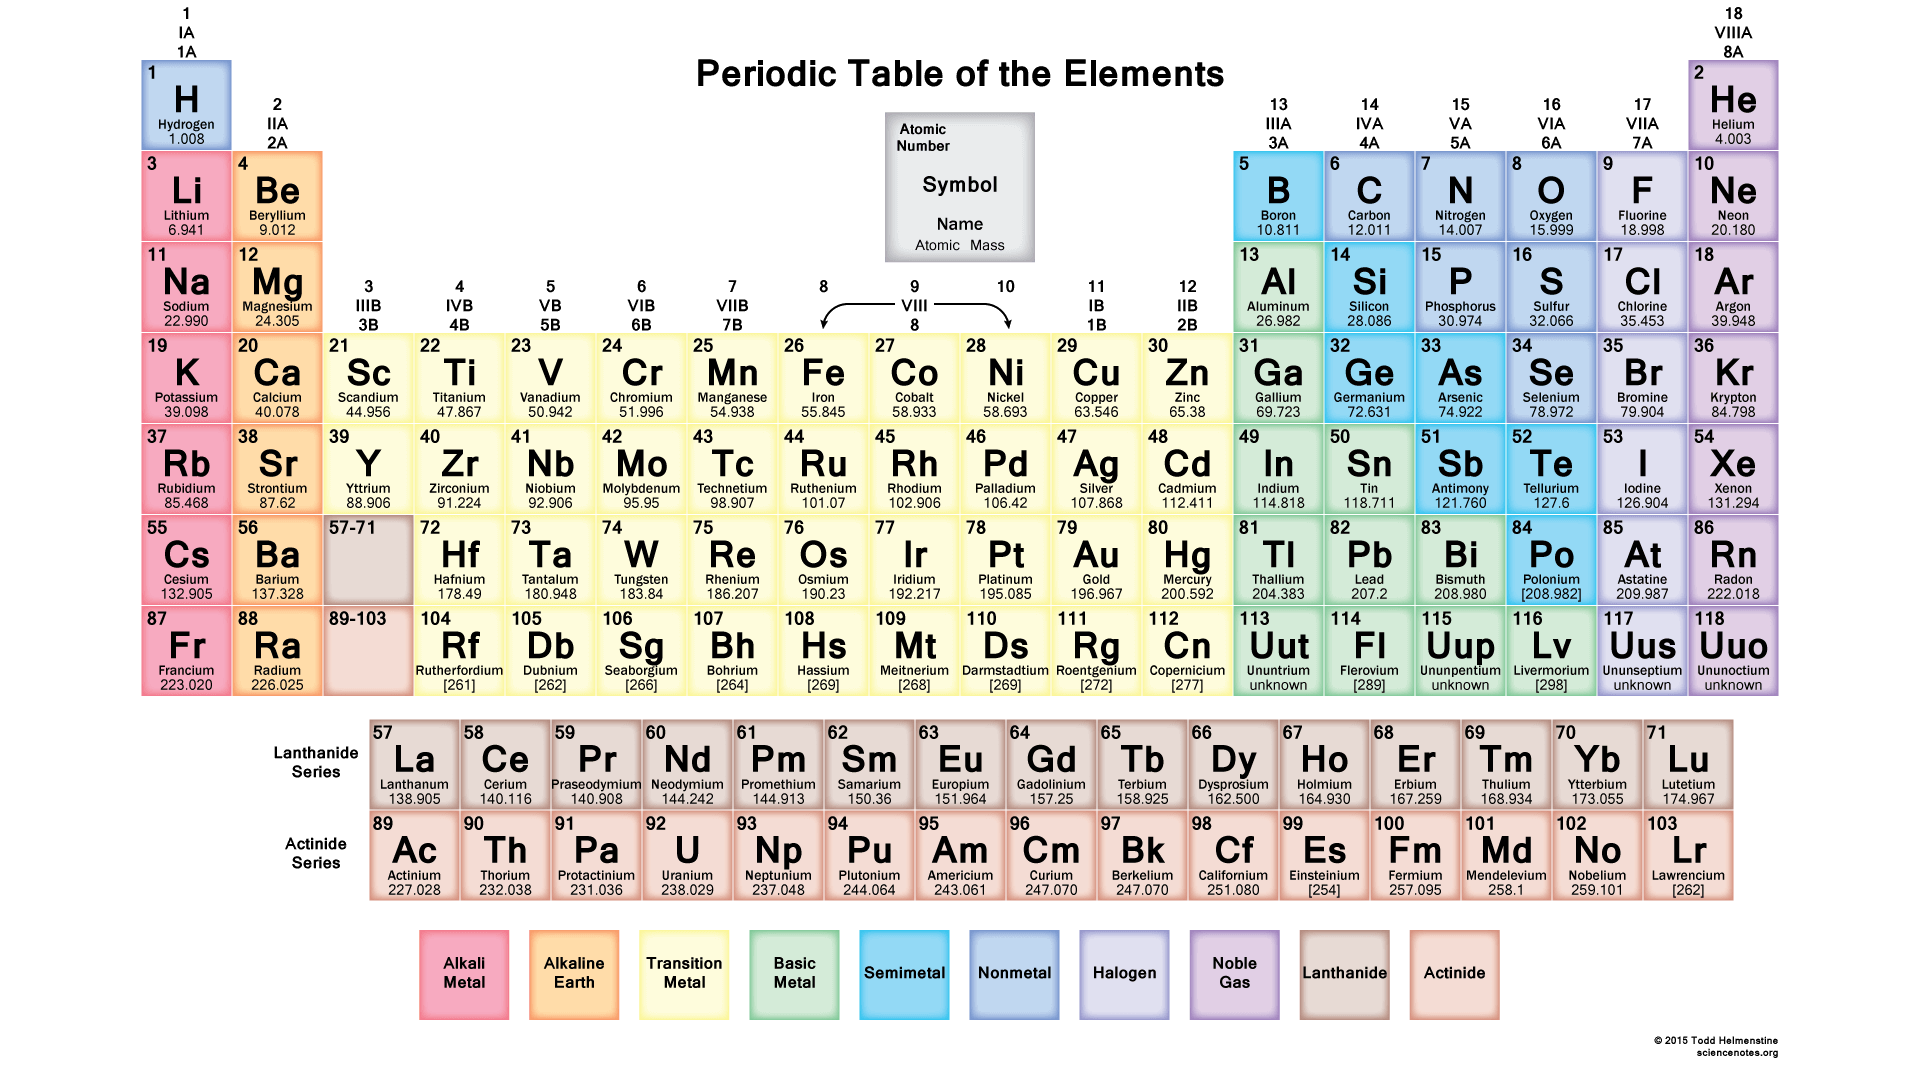 1
IA
1A
18
VIIIA
8A
Periodic Table of the Elements
1
H
Hydrogen
1.008
2
He
Helium
4.003
2
IIA
2A
13
IIIA
3A
14
IVA
4A
15
VA
5A
16
VIA
6A
17
VIIA
7A
Atomic
Number
Symbol
Name
Atomic Mass
3
Li
Lithium
6.941
4
Be
Beryllium
9.012
5
B
Boron
10.811
6
C
Carbon
12.011
7
N
Nitrogen
14.007
8
O
Oxygen
15.999
9
F
Fluorine
18.998
10
Ne
Neon
20.180
11
Na
Sodium
22.990
12
Mg
Magnesium
24.305
3
IIIB
3B
4
IVB
4B
5
VB
5B
6
VIB
6B
7
VIIB
7B
8
9
10
VIII
8
11
IB
1B
12
IIB
2B
13
Al
Aluminum
26.982
14
Si
Silicon
28.086
15
P
Phosphorus
30.974
16
S
Sulfur
32.066
17
Cl
Chlorine
35.453
18
Ar
Argon
39.948
19
K
Potassium
39.098
20
Ca
Calcium
40.078
21
Sc
Scandium
44.956
22
Ti
Titanium
47.867
23
V
Vanadium
50.942
24
Cr
Chromium
51.996
25
Mn
Manganese
54.938
26
Fe
Iron
55.845
27
Co
Cobalt
58.933
28
Ni
Nickel
58.693
29
Cu
Copper
63.546
30
Zn
Zinc
65.38
31
Ga
Gallium
69.723
32
Ge
Germanium
72.631
33
As
Arsenic
74.922
34
Se
Selenium
78.972
35
Br
Bromine
79.904
36
Kr
Krypton
84.798
37
Rb
Rubidium
85.468
38
Sr
Strontium
87.62
39
Y
Yttrium
88.906
40
Zr
Zirconium
91.224
41
Nb
Niobium
92.906
42
Mo
Molybdenum
95.95
43
Tc
Technetium
98.907
44
Ru
Ruthenium
101.07
45
Rh
Rhodium
102.906
46
Pd
Palladium
106.42
47
Ag
Silver
107.868
48
Cd
Cadmium
112.411
49
In
Indium
114.818
50
Sn
Tin
118.711
51
Sb
Antimony
121.760
52
Te
Tellurium
127.6
53
I
Iodine
126.904
54
Xe
Xenon
131.294
55
Cs
Cesium
132.905
56
Ba
Barium
137.328
57-71
72
Hf
Hafnium
178.49
73
Ta
Tantalum
180.948
74
W
Tungsten
183.84
75
Re
Rhenium
186.207
76
Os
Osmium
190.23
77
Ir
Iridium
192.217
78
Pt
Platinum
195.085
79
Au
Gold
196.967
80
Hg
Mercury
200.592
81
Tl
Thallium
204.383
82
Pb
Lead
207.2
83
Bi
Bismuth
208.980
84
Po
Polonium
[208.982]
85
At
Astatine
209.987
86
Rn
Radon
222.018
87
Fr
Francium
223.020
88
Ra
Radium
226.025
89-103
104
Rf
Rutherfordium
[261]
105
Db
Dubnium
[262]
106
Sg
Seaborgium
[266]
107
Bh
Bohrium
[264]
108
Hs
Hassium
[269]
109
Mt
Meitnerium
[268]
110
Ds
Darmstadtium
[269]
111
Rg
Roentgenium
[272]
112
Cn
Copernicium
[277]
113
Uut
Ununtrium
unknown
114
Fl
Flerovium
[289]
115
Uup
Ununpentium
unknown
116
Lv
Livermorium
[298]
117
Uus
Ununseptium
unknown
118
Uuo
Ununoctium
unknown
Lanthanide
Series
57
La
Lanthanum
138.905
58
Ce
Cerium
140.116
59
Pr
Praseodymium
140.908
60
Nd
Neodymium
144.242
61
Pm
Promethium
144.913
62
Sm
Samarium
150.36
63
Eu
Europium
151.964
64
Gd
Gadolinium
157.25
65
Tb
Terbium
158.925
66
Dy
Dysprosium
162.500
67
Ho
Holmium
164.930
68
Er
Erbium
167.259
69
Tm
Thulium
168.934
70
Yb
Ytterbium
173.055
71
Lu
Lutetium
174.967
Actinide
Series
89
Ac
Actinium
227.028
90
Th
Thorium
232.038
91
Pa
Protactinium
231.036
92
U
Uranium
238.029
93
Np
Neptunium
237.048
94
Pu
Plutonium
244.064
95
Am
Americium
243.061
96
Cm
Curium
247.070
97
Bk
Berkelium
247.070
98
Cf
Californium
251.080
99
Es
Einsteinium
[254]
100
Fm
Fermium
257.095
101
Md
Mendelevium
258.1
102
No
Nobelium
259.101
103
Lr
Lawrencium
[262]
Alkali
Metal
Alkaline
Earth
Transition
Metal
Basic
Metal
Semimetal
Nonmetal
Halogen
Noble
Gas
Lanthanide
Actinide
© 2015 Todd Helmenstine
sciencenotes.org